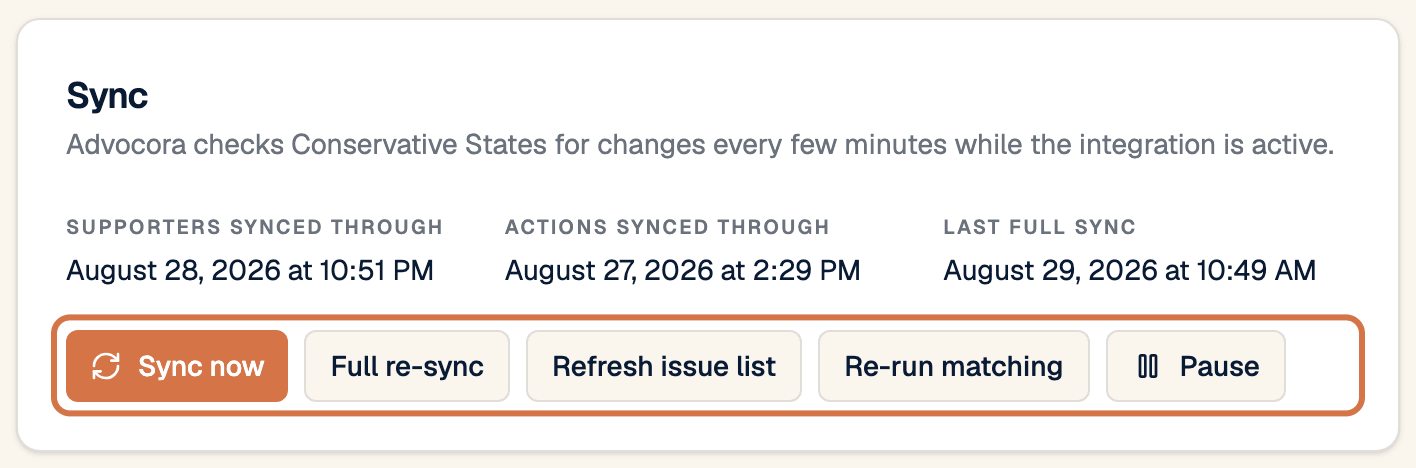 Sync
Advocora checks Conservative States for changes every few minutes while the integration is active.
SUPPORTERS SYNCED THROUGH ACTIONS SYNCED THROUGH LAST FULL SYNC
August 28, 2026 at 10:51 PM August 27, 2026 at 2:29 PM August 29, 2026 at 10:49 AM
Sync now Full re-sync Refresh issue list Re-run matching Pause